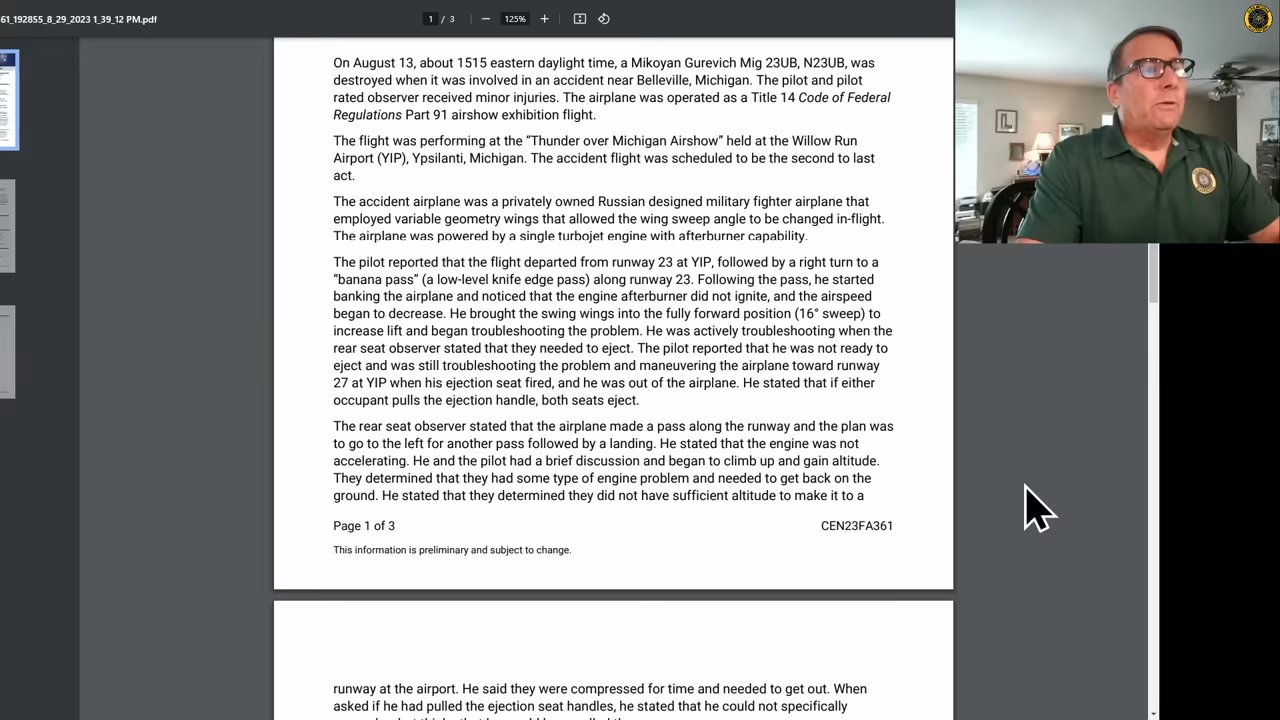 61_192855_8_29_2023 1_39_12 PM.pdf
1 / 3
125%
On August 13, about 1515 eastern daylight time, a Mikoyan Gurevich Mig 23UB, N23UB, was
destroyed when it was involved in an accident near Belleville, Michigan. The pilot and pilot
rated observer received minor injuries. The airplane was operated as a Title 14 Code of Federal
Regulations Part 91 airshow exhibition flight.
The flight was performing at the “Thunder over Michigan Airshow” held at the Willow Run
Airport (YIP), Ypsilanti, Michigan. The accident flight was scheduled to be the second to last
act.
The accident airplane was a privately owned Russian designed military fighter airplane that
employed variable geometry wings that allowed the wing sweep angle to be changed in-flight.
The airplane was powered by a single turbojet engine with afterburner capability.
The pilot reported that the flight departed from runway 23 at YIP, followed by a right turn to a
“banana pass” (a low-level knife edge pass) along runway 23. Following the pass, he started
banking the airplane and noticed that the engine afterburner did not ignite, and the airspeed
began to decrease. He brought the swing wings into the fully forward position (16° sweep) to
increase lift and began troubleshooting the problem. He was actively troubleshooting when the
rear seat observer stated that they needed to eject. The pilot reported that he was not ready to
eject and was still troubleshooting the problem and maneuvering the airplane toward runway
27 at YIP when his ejection seat fired, and he was out of the airplane. He stated that if either
occupant pulls the ejection handle, both seats eject.
The rear seat observer stated that the airplane made a pass along the runway and the plan was
to go to the left for another pass followed by a landing. He stated that the engine was not
accelerating. He and the pilot had a brief discussion and began to climb up and gain altitude.
They determined that they had some type of engine problem and needed to get back on the
ground. He stated that they determined they did not have sufficient altitude to make it to a
Page 1 of 3
CEN23FA361
This information is preliminary and subject to change.
runway at the airport. He said they were compressed for time and needed to get out. When
asked if he had pulled the ejection seat handles, he stated that he could not specifically